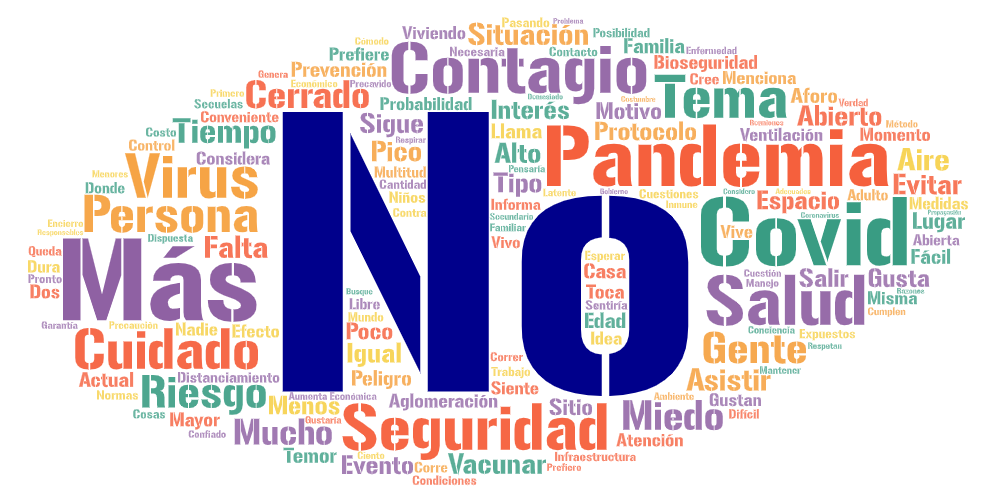 Pasando
Problema
Viviendo
Situación
Posibilidad
Cómodo
Prefiere
Necesaria
Contacto
Familia
Enfermedad
Genera
Prevención
Contagio
Bioseguridad
Económico
Precavido
Cree
Menciona
Primero
Cerrado
Probabilidad
Interés
Demasiado
Costumbre
Tema
Aforo
Verdad
Secuelas
Conveniente
Sigue
Motivo
Abierto
Método
Costo
Tiempo
Respirar
Llama
Protocolo
Ventilación
Momento
Control
Considera
Pico
Alto
Pandemia
Aire
Menores
Virus
Multitud
Pensaría
Donde
Cantidad
Tipo
Evitar
No
Niños
Latente
Gobierno
Cuestiones
Considero
Adecuadas
Adulto
Medidas
Persona
Contra
Informa
Inmune
Espacio
Coronavirus
Propagación
Encierro
Secundaria
Lugar
Responsables
Familiar
Vive
Covid
Dispuesta
Vivo
Abierta
Queda
Más
Falta
Esperar
Fácil
Dura
Casa
Cuestión
Salir
Gusta
Pronto
Toca
Manejo
Dos
Busque
Libre
Sentiría
Salud
Razones
Misma
Mundo
Edad
Cumplen
Garantía
Precaución
Nadie
Efecto
Poco
Idea
Conciencia
Expuestos
Cuidado
Igual
Correr
Gente
Respetan
Actual
Distanciamiento
Peligro
Trabajo
Asistir
Mantener
Normas
Riesgo
Siente
Aumenta
Económica
Ambiente
Cosas
Menos
Aglomeración
Sitio
Gustan
Mayor
Gustaría
Seguridad
Miedo
Difícil
Confiado
Mucho
Atención
Temor
Ciento
Infraestructura
Evento
Corre
Vacunar
Prefiero
Condiciones